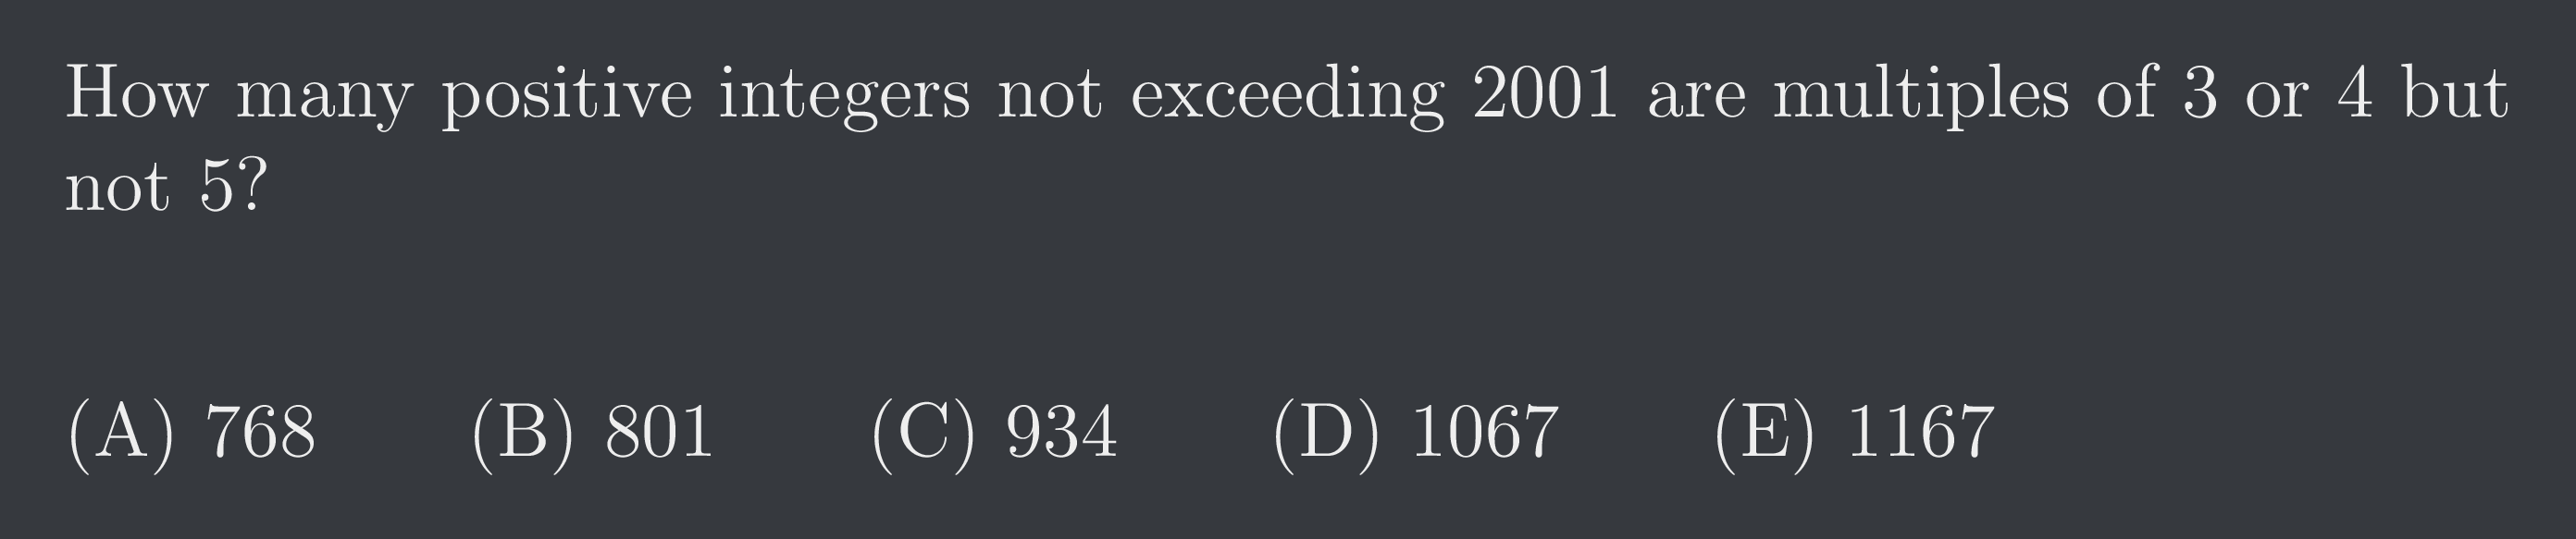 How many positive integers not exceeding 2001 are multiples of 3 or 4 but
not 5?
(A) 768 (B) 801 (C) 934 (D) 1067 (E) 1167